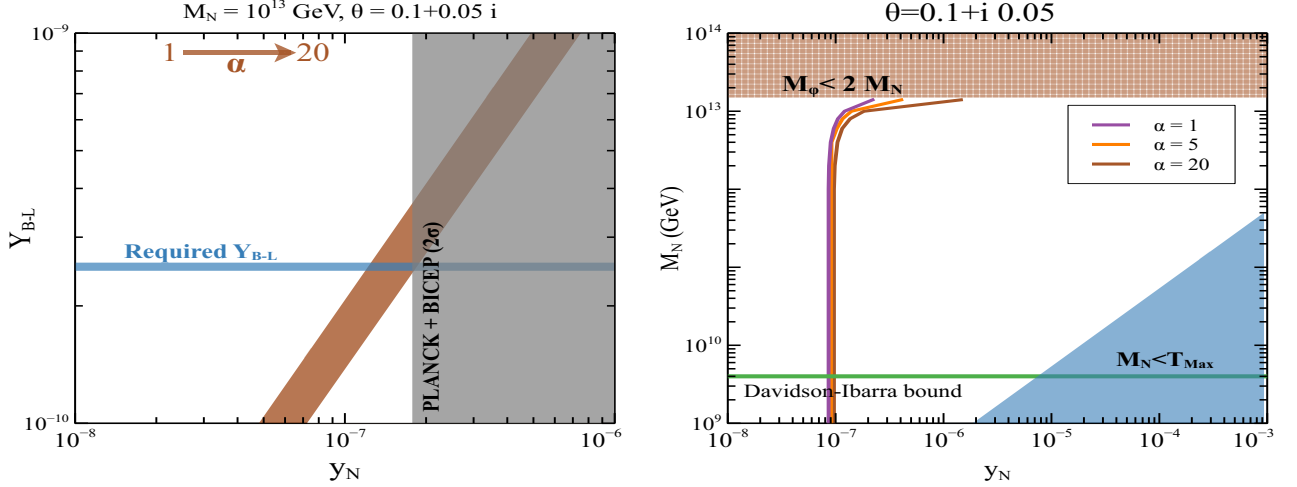 M_N = 10^13 GeV, θ = 0.1+0.05 i
10^-9
1 20
α
Y_B-L
Required Y_B-L
PLANCK + BICEP (2σ)
10^-10
10^-8 10^-7 10^-6
y_N
θ=0.1+i 0.05
10^14
M_φ< 2 M_N
10^13
α = 1
α = 5
α = 20
M_N (GeV)
10^10
M_N<T_Max
Davidson-Ibarra bound
10^9
10^-8 10^-7 10^-6 10^-5 10^-4 10^-3
y_N